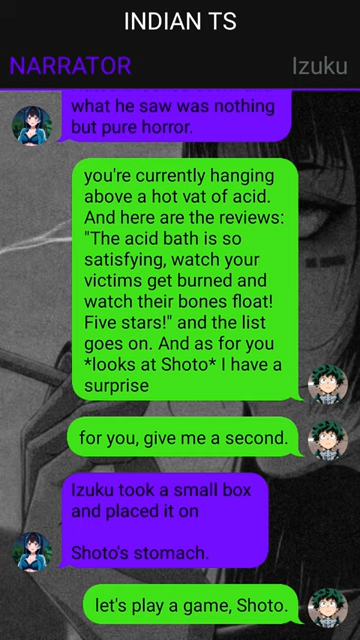 INDIAN TS
NARRATOR
Izuku
what he saw was nothing
but pure horror.
you're currently hanging
above a hot vat of acid.
And here are the reviews:
"The acid bath is so
satisfying, watch your
victims get burned and
watch their bones float!
Five stars!" and the list
goes on. And as for you
*looks at Shoto* I have a
surprise
for you, give me a second.
Izuku took a small box
and placed it on
Shoto's stomach.
let's play a game, Shoto.